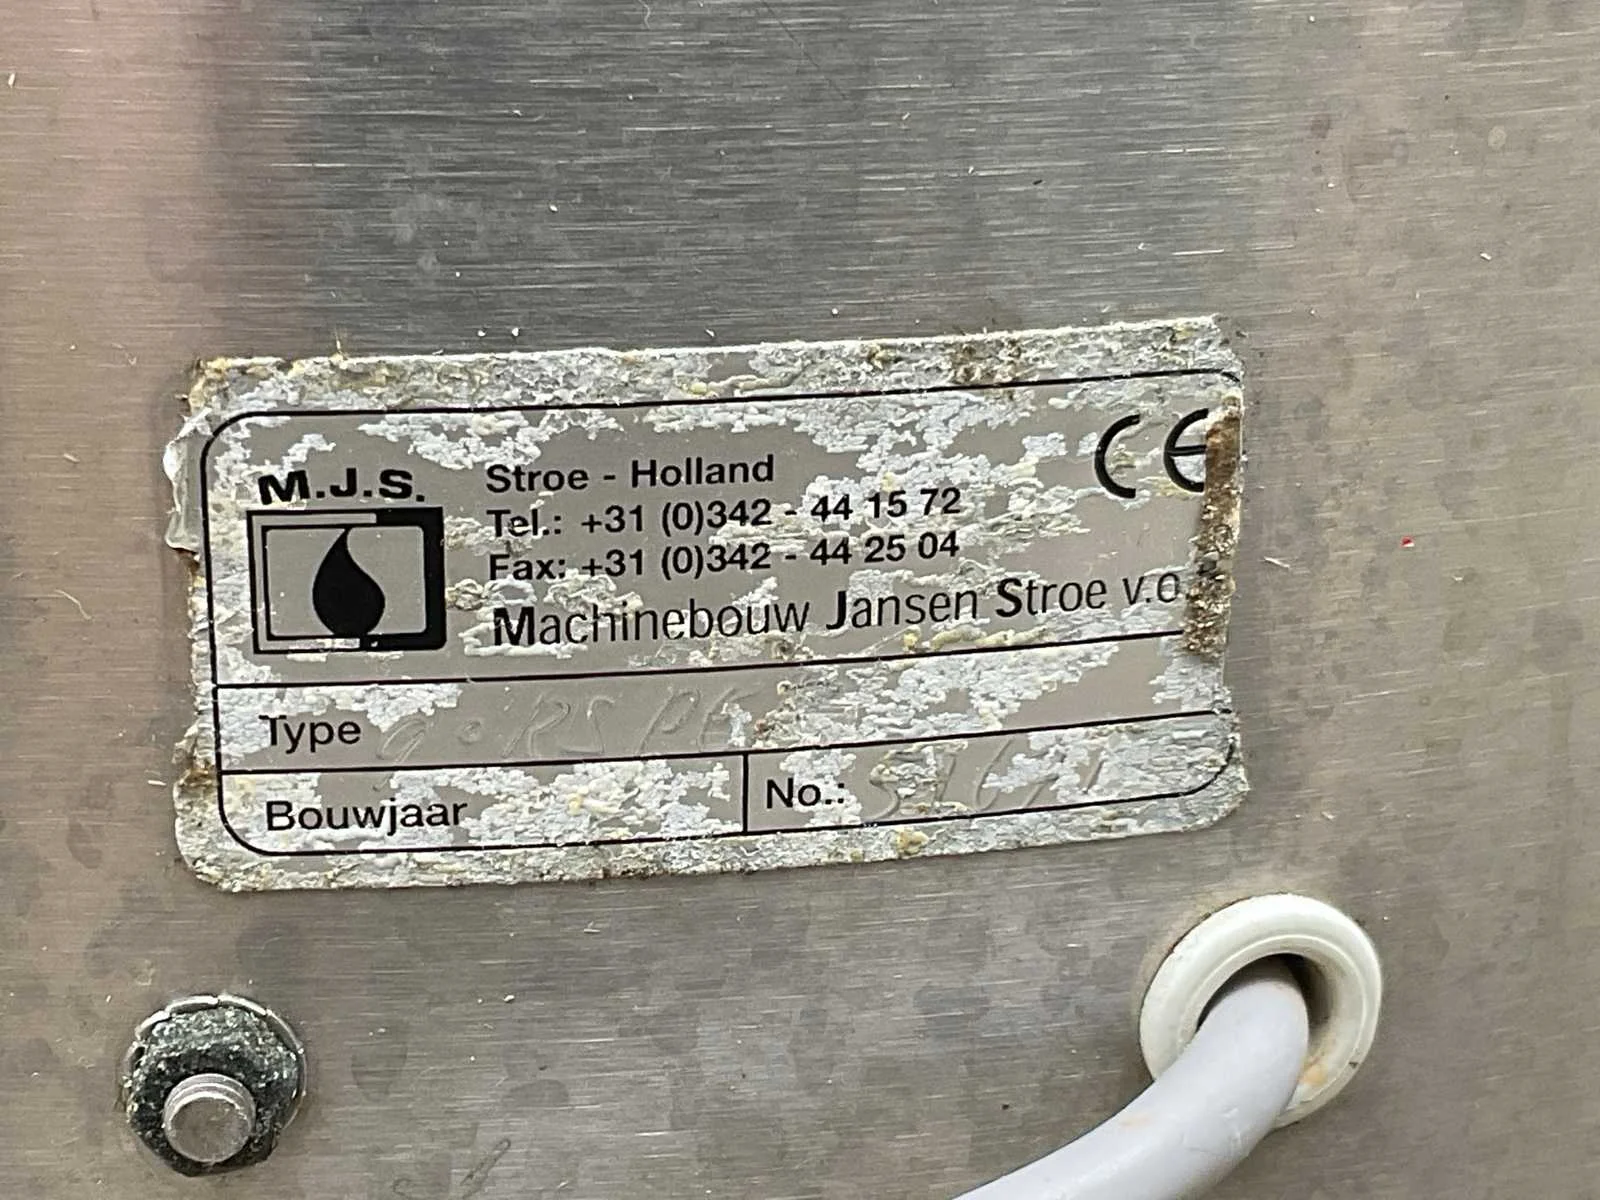 M.J.S.
Stroe - Holland
Tel.: +31 (0)342 - 44 15 72
Fax: +31 (0)342 - 44 25 04
Machinebouw Jansen Stroe v.o
CE
Type
Bouwjaar
No.: